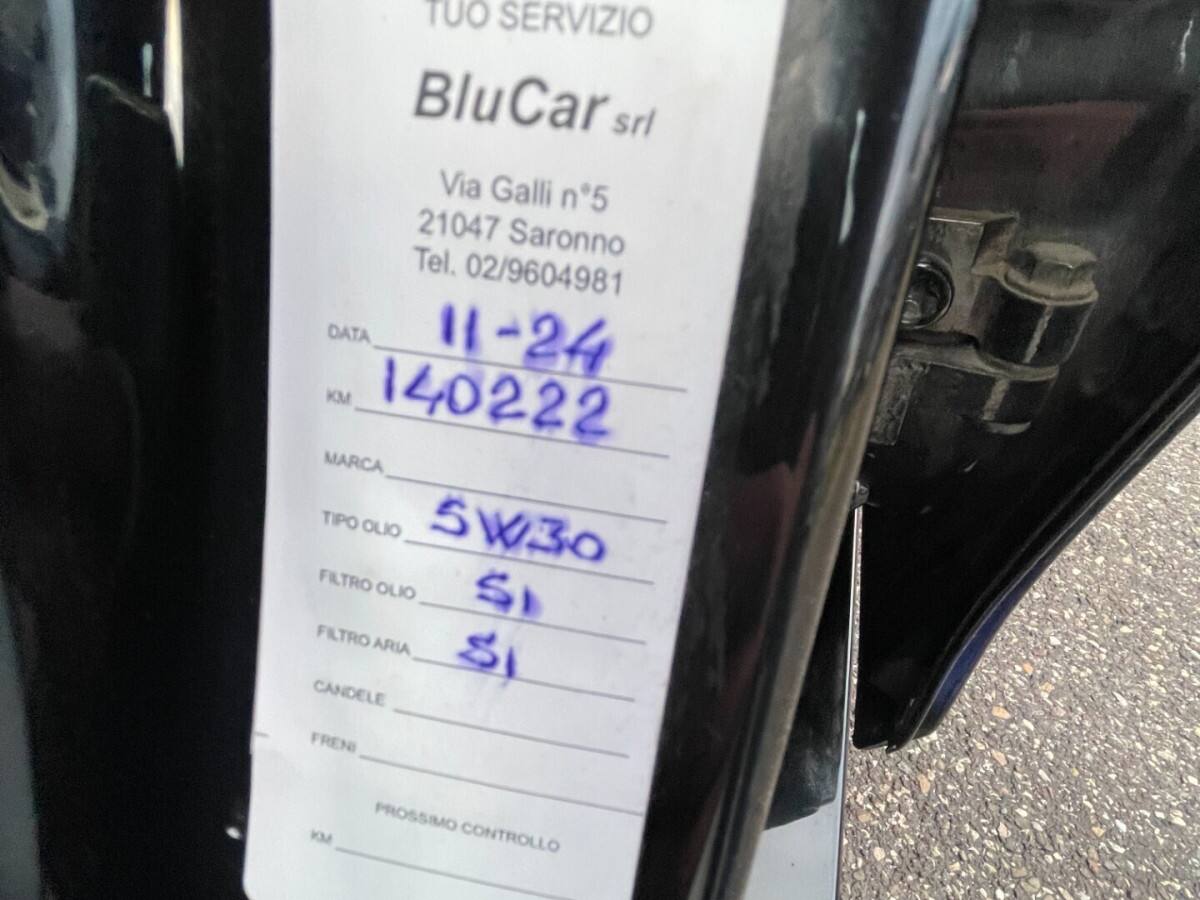 TUO SERVIZIO
BluCar srl
Via Galli n°5
21047 Saronno
Tel. 02/9604981
DATA 11-24
KM 140222
MARCA
TIPO OLIO 5W30
FILTRO OLIO SI
FILTRO ARIA SI
CANDELE
FRENI
PROSSIMO CONTROLLO
KM